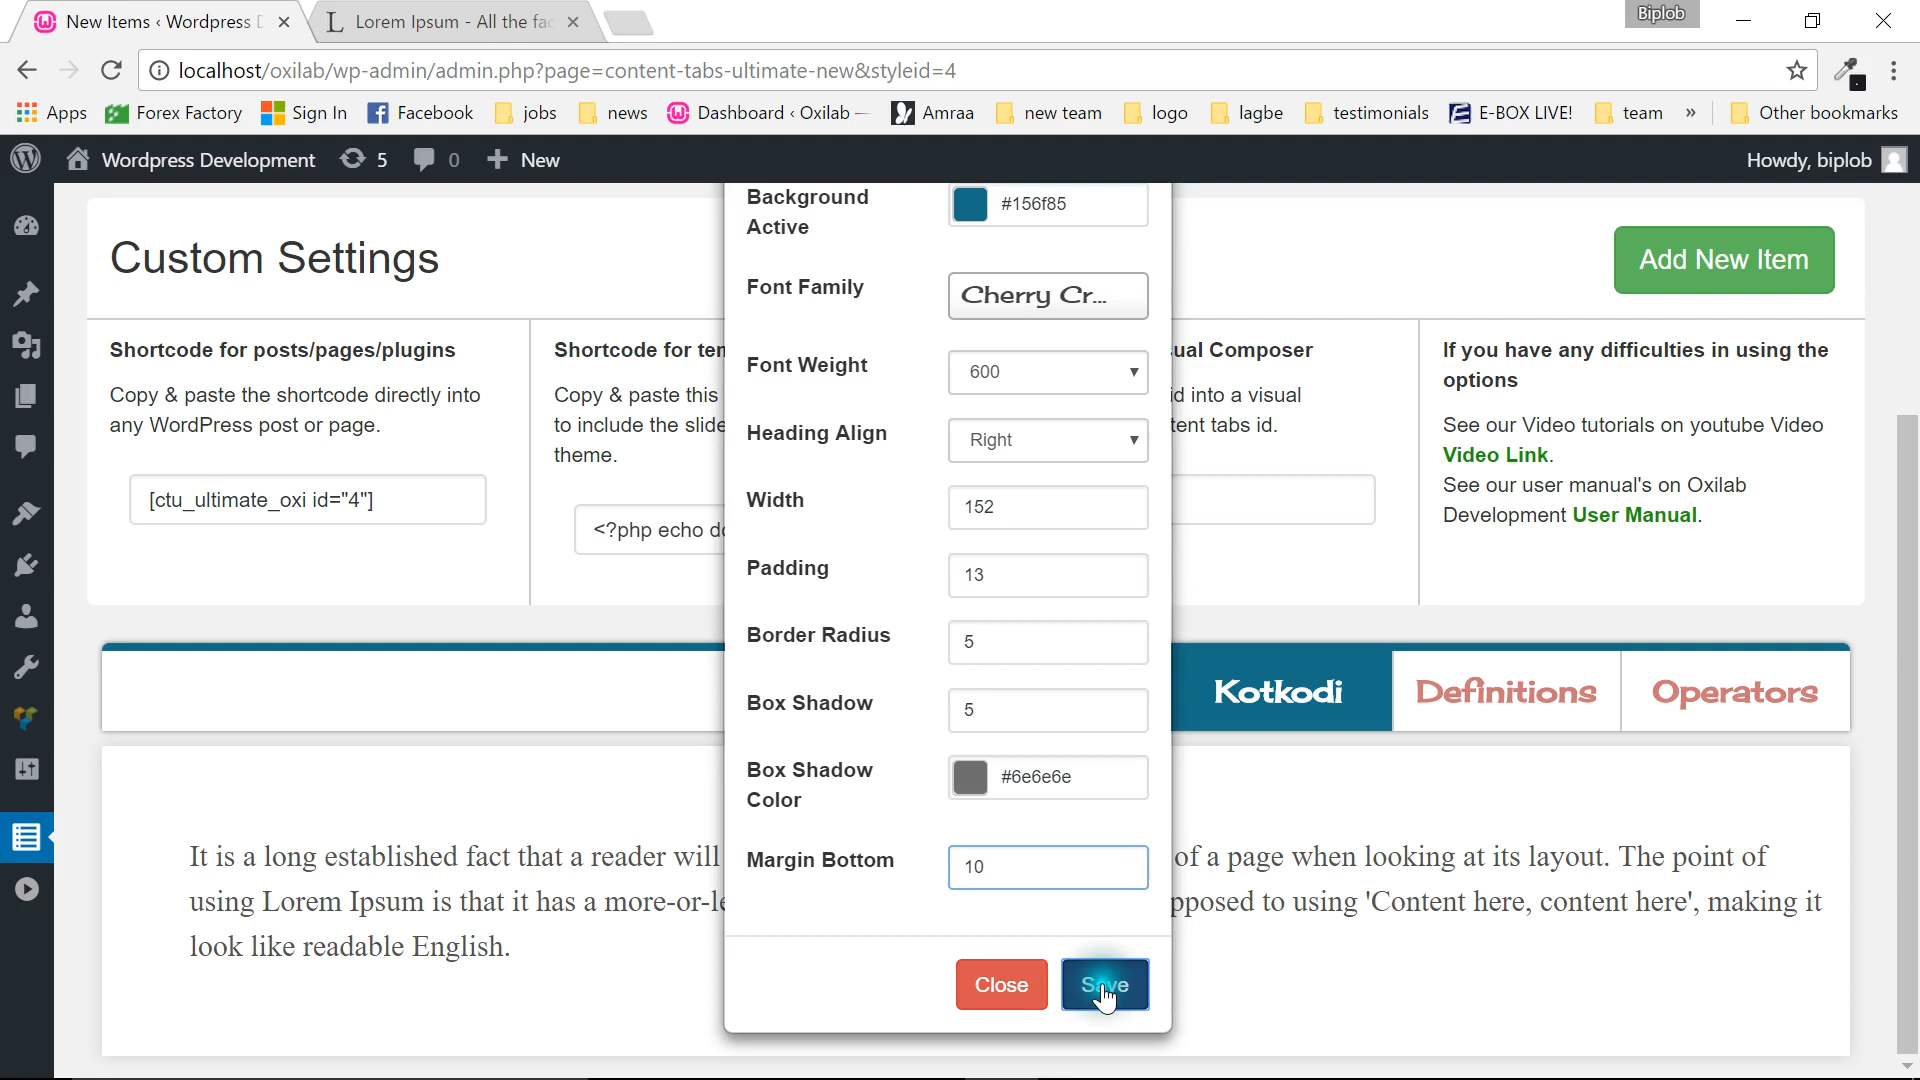 New Items ‹ Wordpress D
Lorem Ipsum - All the fac
Biplob
localhost/oxilab/wp-admin/admin.php?page=content-tabs-ultimate-new&styleid=4
Apps Forex Factory Sign In Facebook jobs news Dashboard ‹ Oxilab — Amraa new team logo lagbe testimonials E-BOX LIVE! team » Other bookmarks
Wordpress Development 5 0 New Howdy, biplob
Background
Active
#156f85
Custom Settings
Add New Item
Font Family
Cherry Cr...
Shortcode for posts/pages/plugins
Copy & paste the shortcode directly into
any WordPress post or page.
[ctu_ultimate_oxi id="4"]
Shortcode for ten
Copy & paste this
to include the slide
theme.
<?php echo do
ual Composer
id into a visual
tent tabs id.
If you have any difficulties in using the
options
See our Video tutorials on youtube Video
Video Link.
See our user manual's on Oxilab
Development User Manual.
Font Weight 600
Heading Align Right
Width 152
Padding 13
Border Radius 5
Box Shadow 5
Box Shadow
Color
#6e6e6e
Margin Bottom 10
Close Save
Kotkodi Definitions Operators
It is a long established fact that a reader will
of a page when looking at its layout. The point of
using Lorem Ipsum is that it has a more-or-le
pposed to using 'Content here, content here', making it
look like readable English.